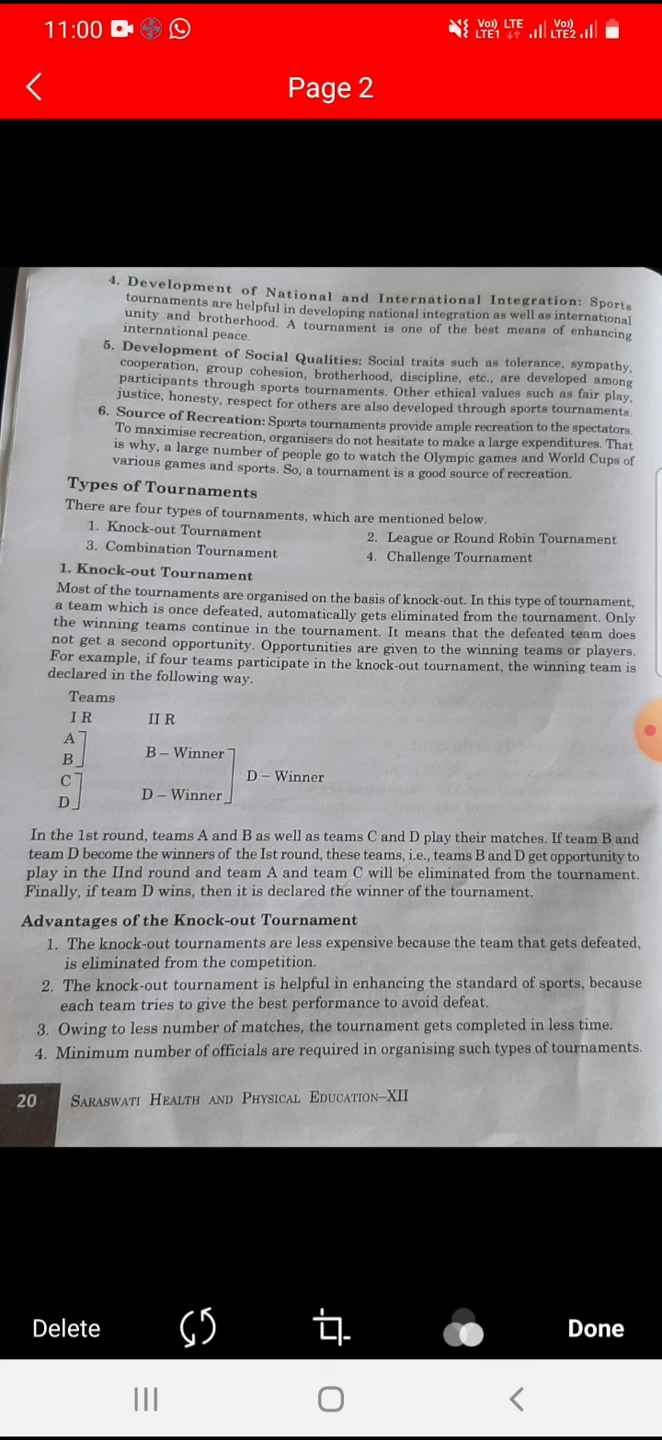 11:00
Vo)) LTE
LTE1
Vo))
LTE2
Page 2
4. Development of National and International Integration: Sports
tournaments are helpful in developing national integration as well as international
unity and brotherhood. A tournament is one of the best means of enhancing
international peace.
5. Development of Social Qualities: Social traits such as tolerance, sympathy,
cooperation, group cohesion, brotherhood, discipline, etc., are developed among
participants through sports tournaments. Other ethical values such as fair play,
justice, honesty, respect for others are also developed through sports tournaments.
6. Source of Recreation: Sports tournaments provide ample recreation to the spectators.
To maximise recreation, organisers do not hesitate to make a large expenditures. That
is why, a large number of people go to watch the Olympic games and World Cups of
various games and sports. So, a tournament is a good source of recreation.
Types of Tournaments
There are four types of tournaments, which are mentioned below.
1. Knock-out Tournament
2. League or Round Robin Tournament
3. Combination Tournament
4. Challenge Tournament
1. Knock-out Tournament
Most of the tournaments are organised on the basis of knock-out. In this type of tournament,
a team which is once defeated, automatically gets eliminated from the tournament. Only
the winning teams continue in the tournament. It means that the defeated team does
not get a second opportunity. Opportunities are given to the winning teams or players.
For example, if four teams participate in the knock-out tournament, the winning team is
declared in the following way.
Teams
I R II R
A
B
B – Winner
C
D
D – Winner
D – Winner
In the 1st round, teams A and B as well as teams C and D play their matches. If team B and
team D become the winners of the Ist round, these teams, i.e., teams B and D get opportunity to
play in the IInd round and team A and team C will be eliminated from the tournament.
Finally, if team D wins, then it is declared the winner of the tournament.
Advantages of the Knock-out Tournament
1. The knock-out tournaments are less expensive because the team that gets defeated,
is eliminated from the competition.
2. The knock-out tournament is helpful in enhancing the standard of sports, because
each team tries to give the best performance to avoid defeat.
3. Owing to less number of matches, the tournament gets completed in less time.
4. Minimum number of officials are required in organising such types of tournaments.
20 SARASWATI HEALTH AND PHYSICAL EDUCATION–XII
Delete
Done